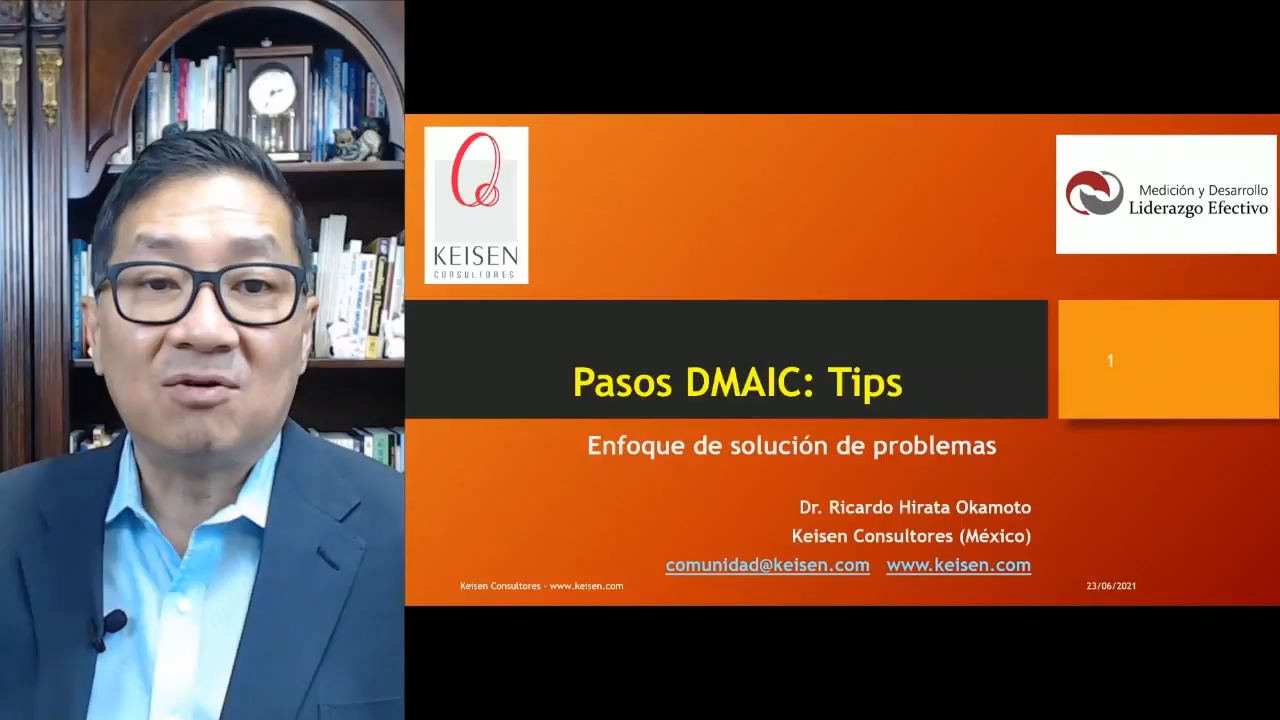 KEISEN
CONSULTORES
Medición y Desarrollo
Liderazgo Efectivo
Pasos DMAIC: Tips
1
Enfoque de solución de problemas
Dr. Ricardo Hirata Okamoto
Keisen Consultores (México)
comunidad@keisen.com www.keisen.com
Keisen Consultores - www.keisen.com
23/06/2021